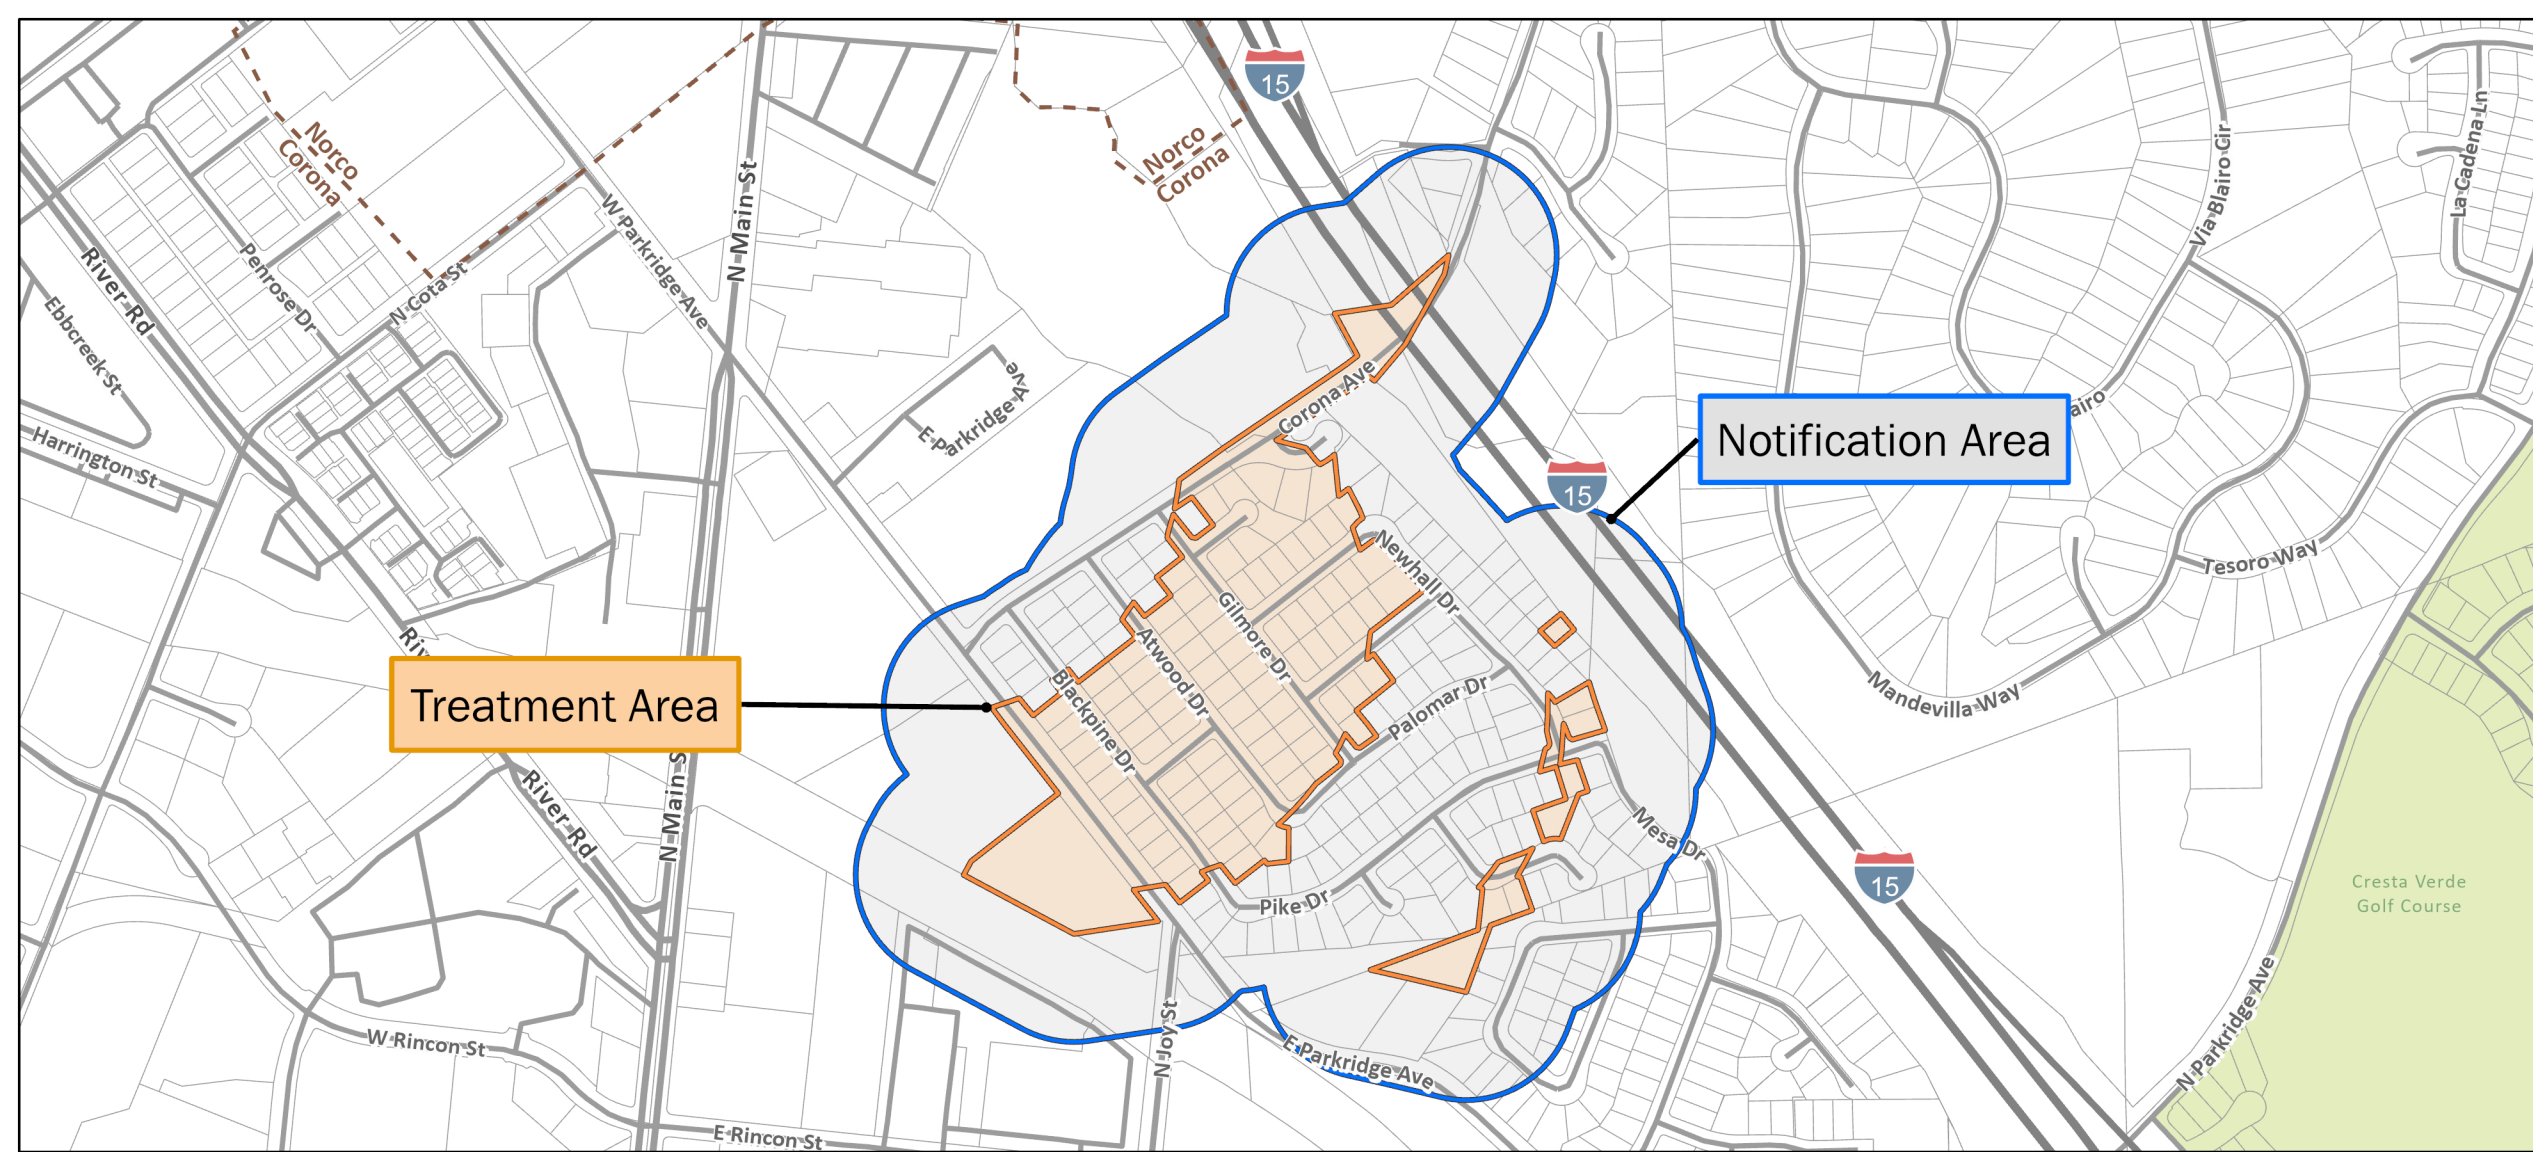 15
Norco
Corona
Norco
Corona
N Main St
W Parkridge Ave
Via Blairo Cir
La Cadena Ln
River Rd
Penrose Dr
N Cota St
Ebbcreek St
E Parkridge Ave
Corona Ave
airo
Notification Area
Harrington St
15
Newhall Dr
Tesoro Way
Gilmore Dr
Riv
Atwood Dr
Treatment Area
Blackpine Dr
Palomar Dr
Mandevilla Way
River Rd
N Main S
Mesa Dr
15
Cresta Verde
Golf Course
Pike Dr
N Parkridge Ave
W Rincon St
N Joy St
E Parkridge Ave
E Rincon St